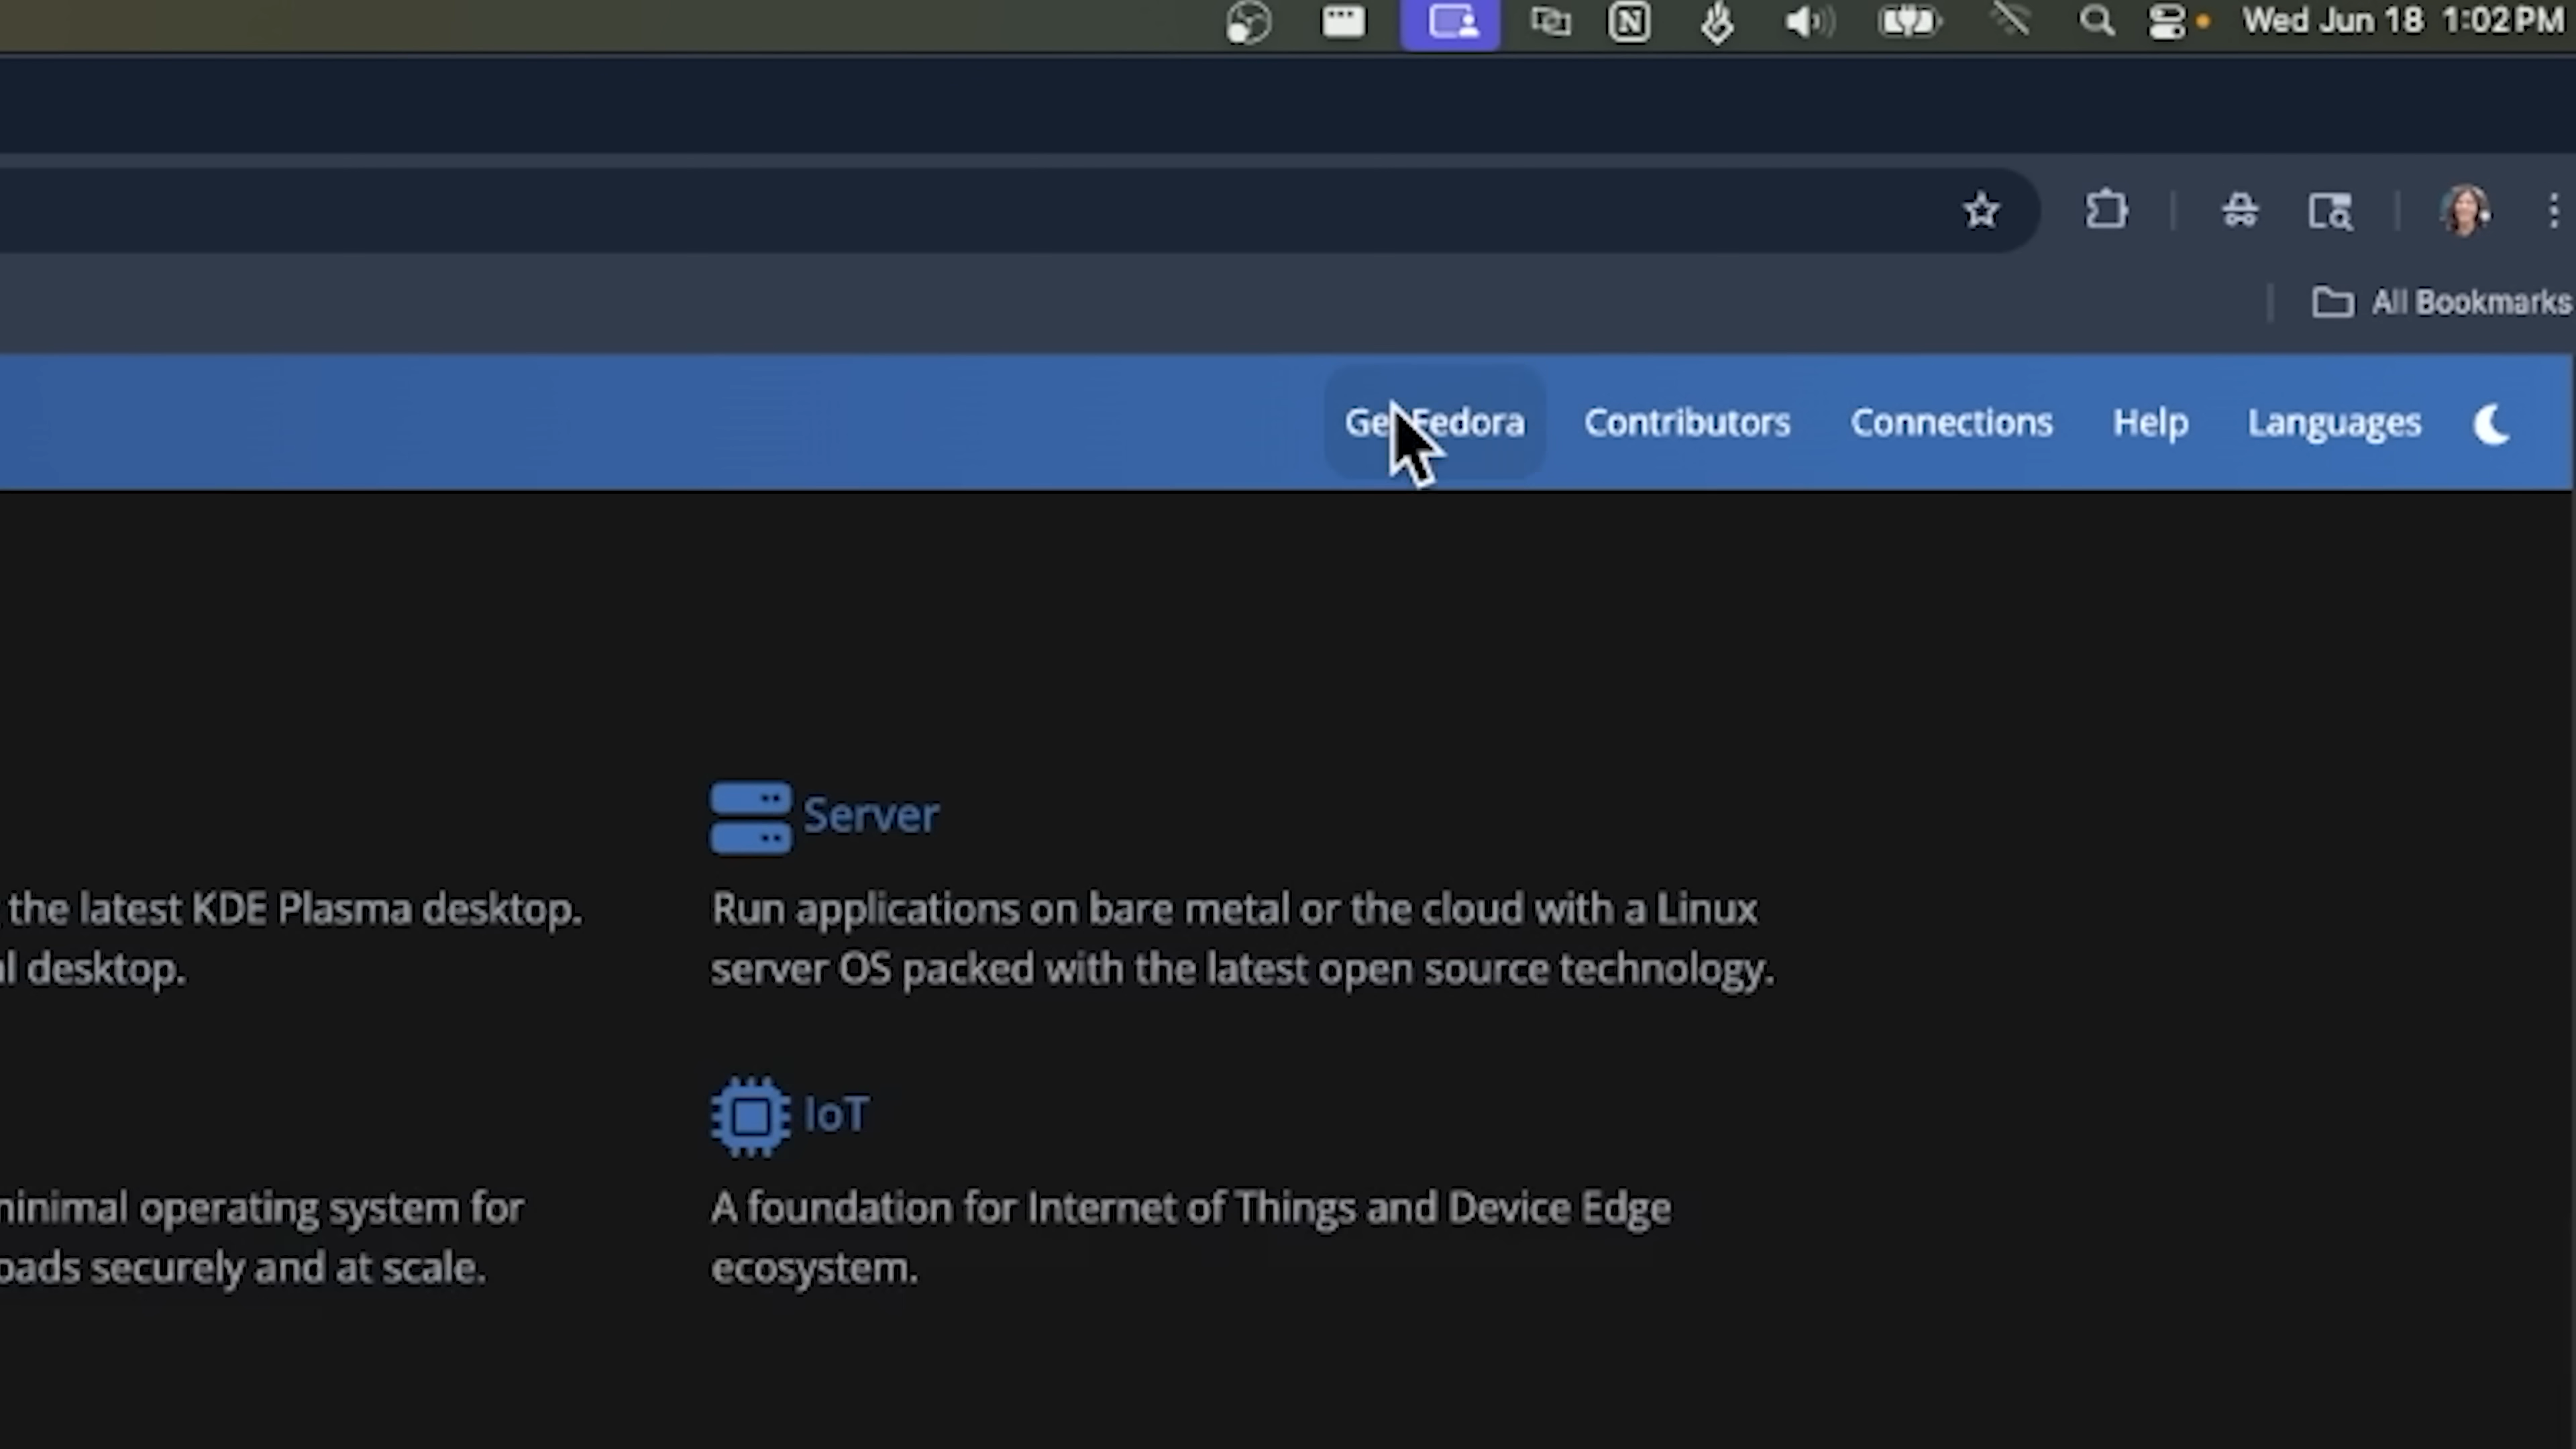 Wed Jun 18 1:02 PM
All Bookmarks
Get Fedora Contributors Connections Help Languages
Server
the latest KDE Plasma desktop. Run applications on bare metal or the cloud with a Linux
desktop. server OS packed with the latest open source technology.
IoT
minimal operating system for A foundation for Internet of Things and Device Edge
securely and at scale. ecosystem.